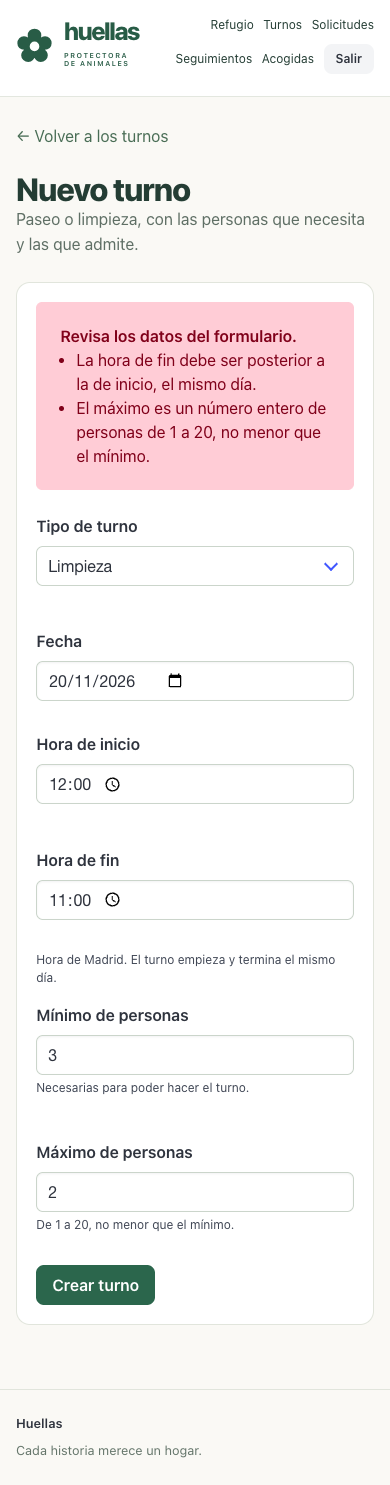 huellas
PROTECTORA
DE ANIMALES
Refugio Turnos Solicitudes
Seguimientos Acogidas Salir
← Volver a los turnos
Nuevo turno
Paseo o limpieza, con las personas que necesita
y las que admite.
Revisa los datos del formulario.
• La hora de fin debe ser posterior a
la de inicio, el mismo día.
• El máximo es un número entero de
personas de 1 a 20, no menor que
el mínimo.
Tipo de turno
Limpieza
Fecha
20/11/2026
Hora de inicio
12:00
Hora de fin
11:00
Hora de Madrid. El turno empieza y termina el mismo
día.
Mínimo de personas
3
Necesarias para poder hacer el turno.
Máximo de personas
2
De 1 a 20, no menor que el mínimo.
Crear turno
Huellas
Cada historia merece un hogar.